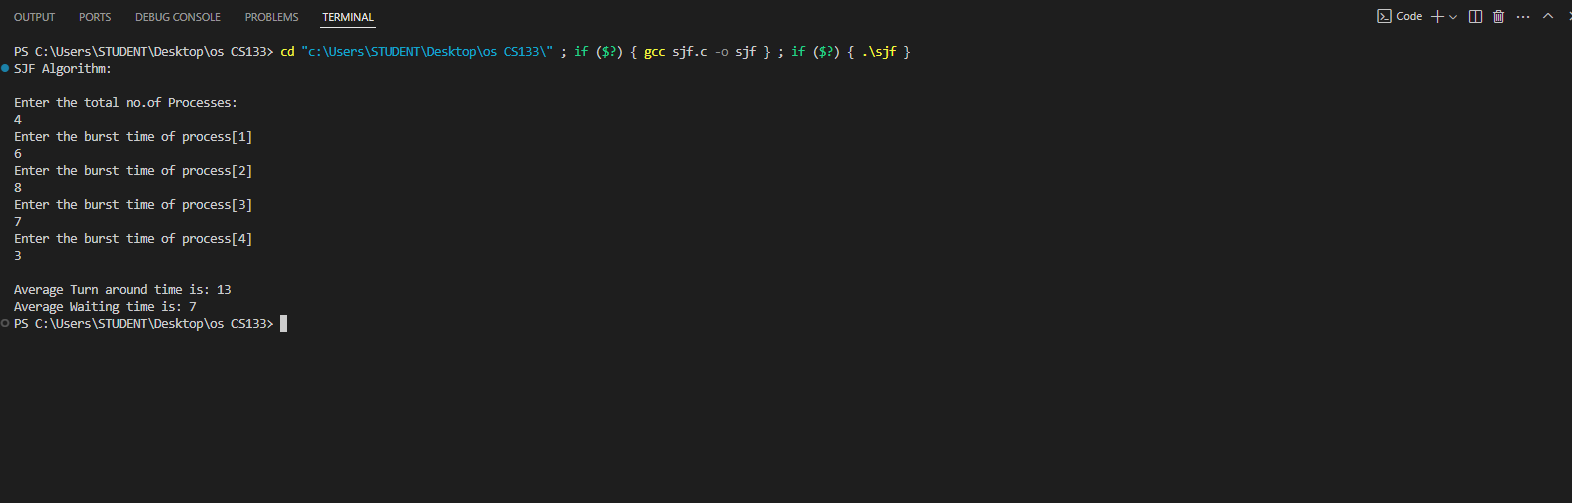 OUTPUT PORTS DEBUG CONSOLE PROBLEMS TERMINAL Code
PS C:\Users\STUDENT\Desktop\os CS133> cd "c:\Users\STUDENT\Desktop\os CS133\" ; if ($?) { gcc sjf.c -o sjf } ; if ($?) { .\sjf }
SJF Algorithm:
Enter the total no.of Processes:
4
Enter the burst time of process[1]
6
Enter the burst time of process[2]
8
Enter the burst time of process[3]
7
Enter the burst time of process[4]
3
Average Turn around time is: 13
Average Waiting time is: 7
PS C:\Users\STUDENT\Desktop\os CS133>